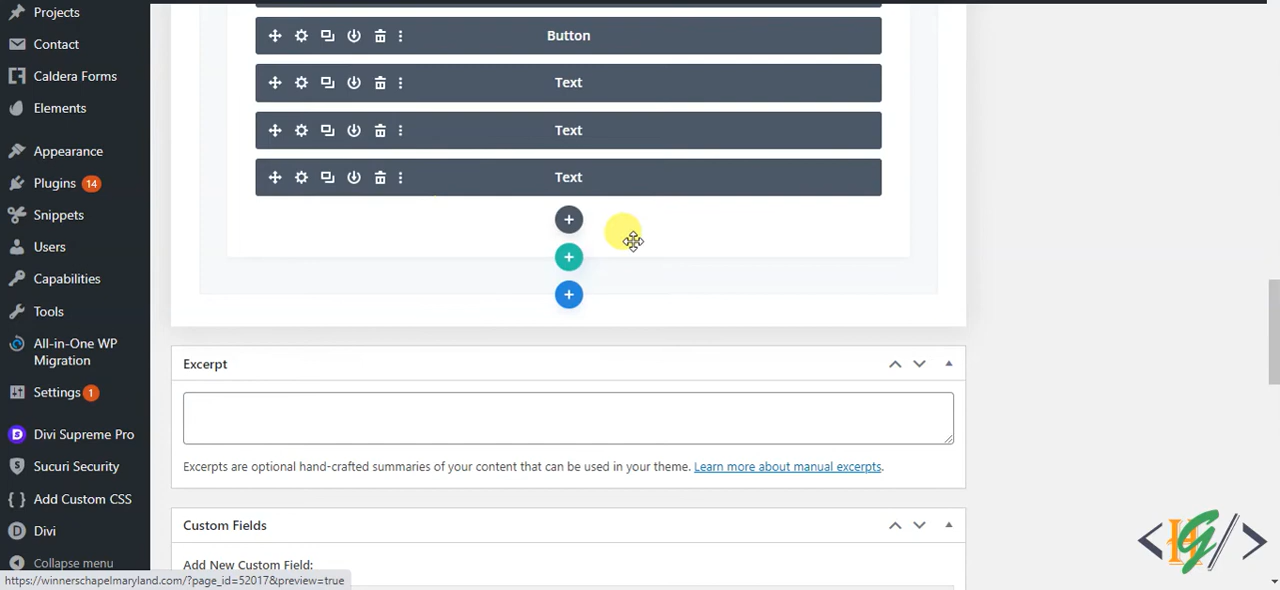 Projects
Contact
Caldera Forms
Elements
Appearance
Plugins 14
Snippets
Users
Capabilities
Tools
All-in-One WP
Migration
Settings 1
Divi Supreme Pro
Sucuri Security
Add Custom CSS
Divi
Collapse menu
Button
Text
Text
Text
Excerpt
Excerpts are optional hand-crafted summaries of your content that can be used in your theme. Learn more about manual excerpts.
Custom Fields
Add New Custom Field:
https://winnerschapelmaryland.com/?page_id=52017&preview=true
<HG/>